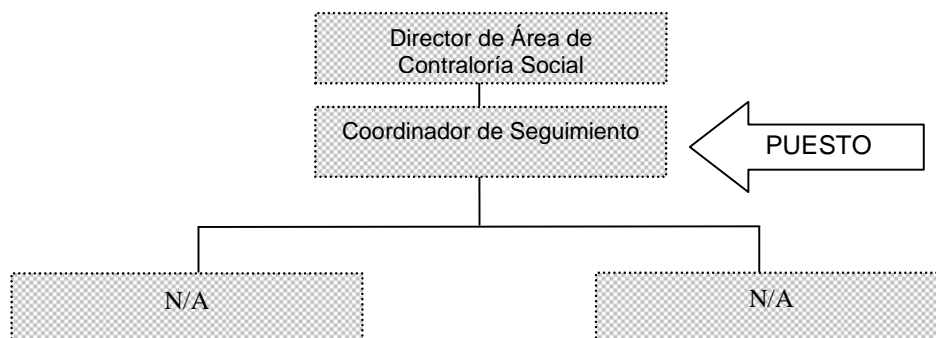 Director de Área de
Contraloría Social
Coordinador de Seguimiento
PUESTO
N/A
N/A